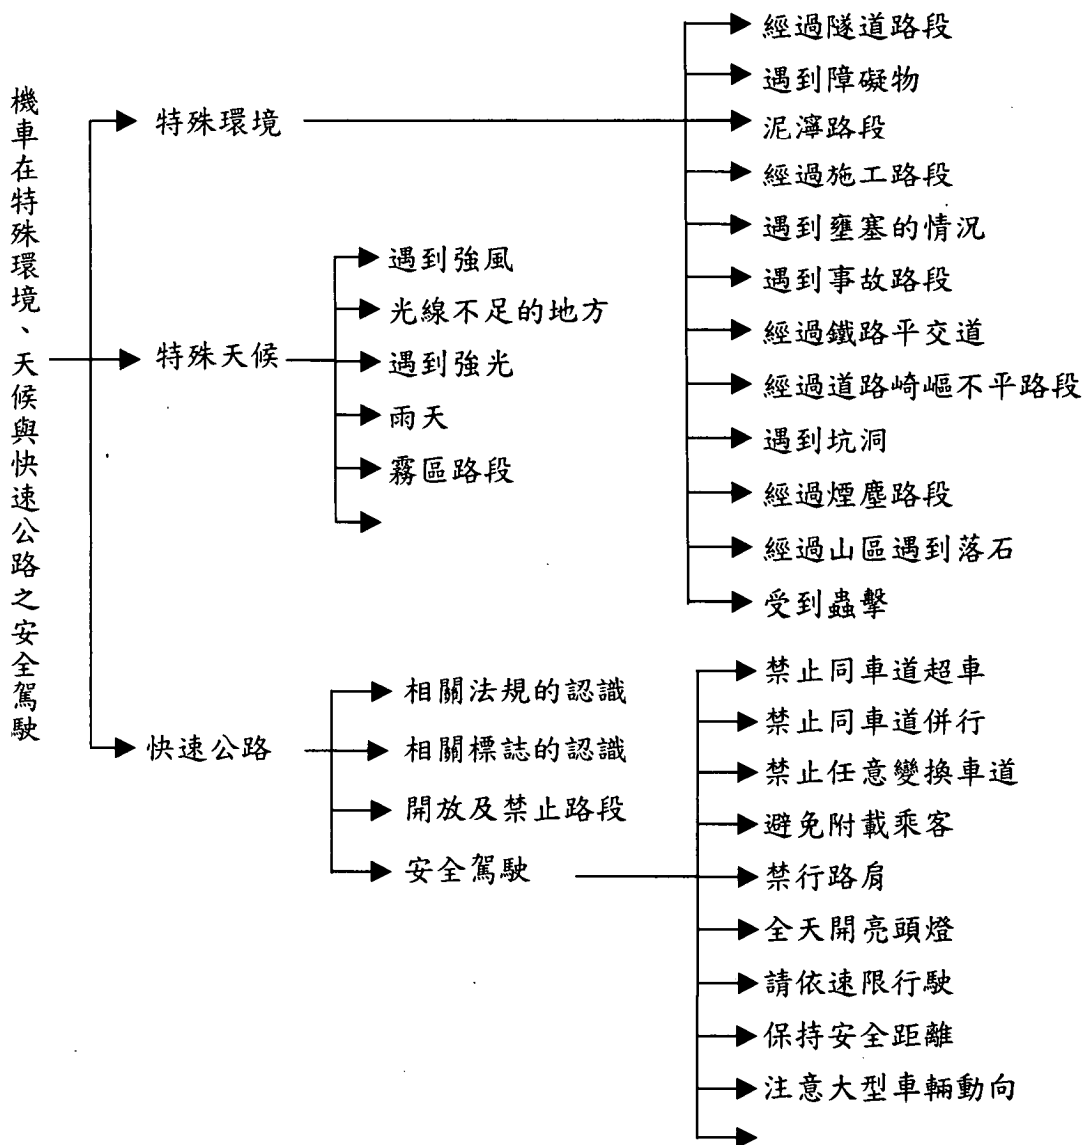 機車在特殊環境、天候與快速公路之安全駕駛
特殊環境
經過隧道路段
遇到障礙物
泥濘路段
經過施工路段
遇到壅塞的情況
遇到事故路段
經過鐵路平交道
經過道路崎嶇不平路段
遇到坑洞
經過煙塵路段
經過山區遇到落石
受到蟲擊
特殊天候
遇到強風
光線不足的地方
遇到強光
雨天
霧區路段
快速公路
相關法規的認識
相關標誌的認識
開放及禁止路段
安全駕駛
禁止同車道超車
禁止同車道併行
禁止任意變換車道
避免附載乘客
禁行路肩
全天開亮頭燈
請依速限行駛
保持安全距離
注意大型車輛動向